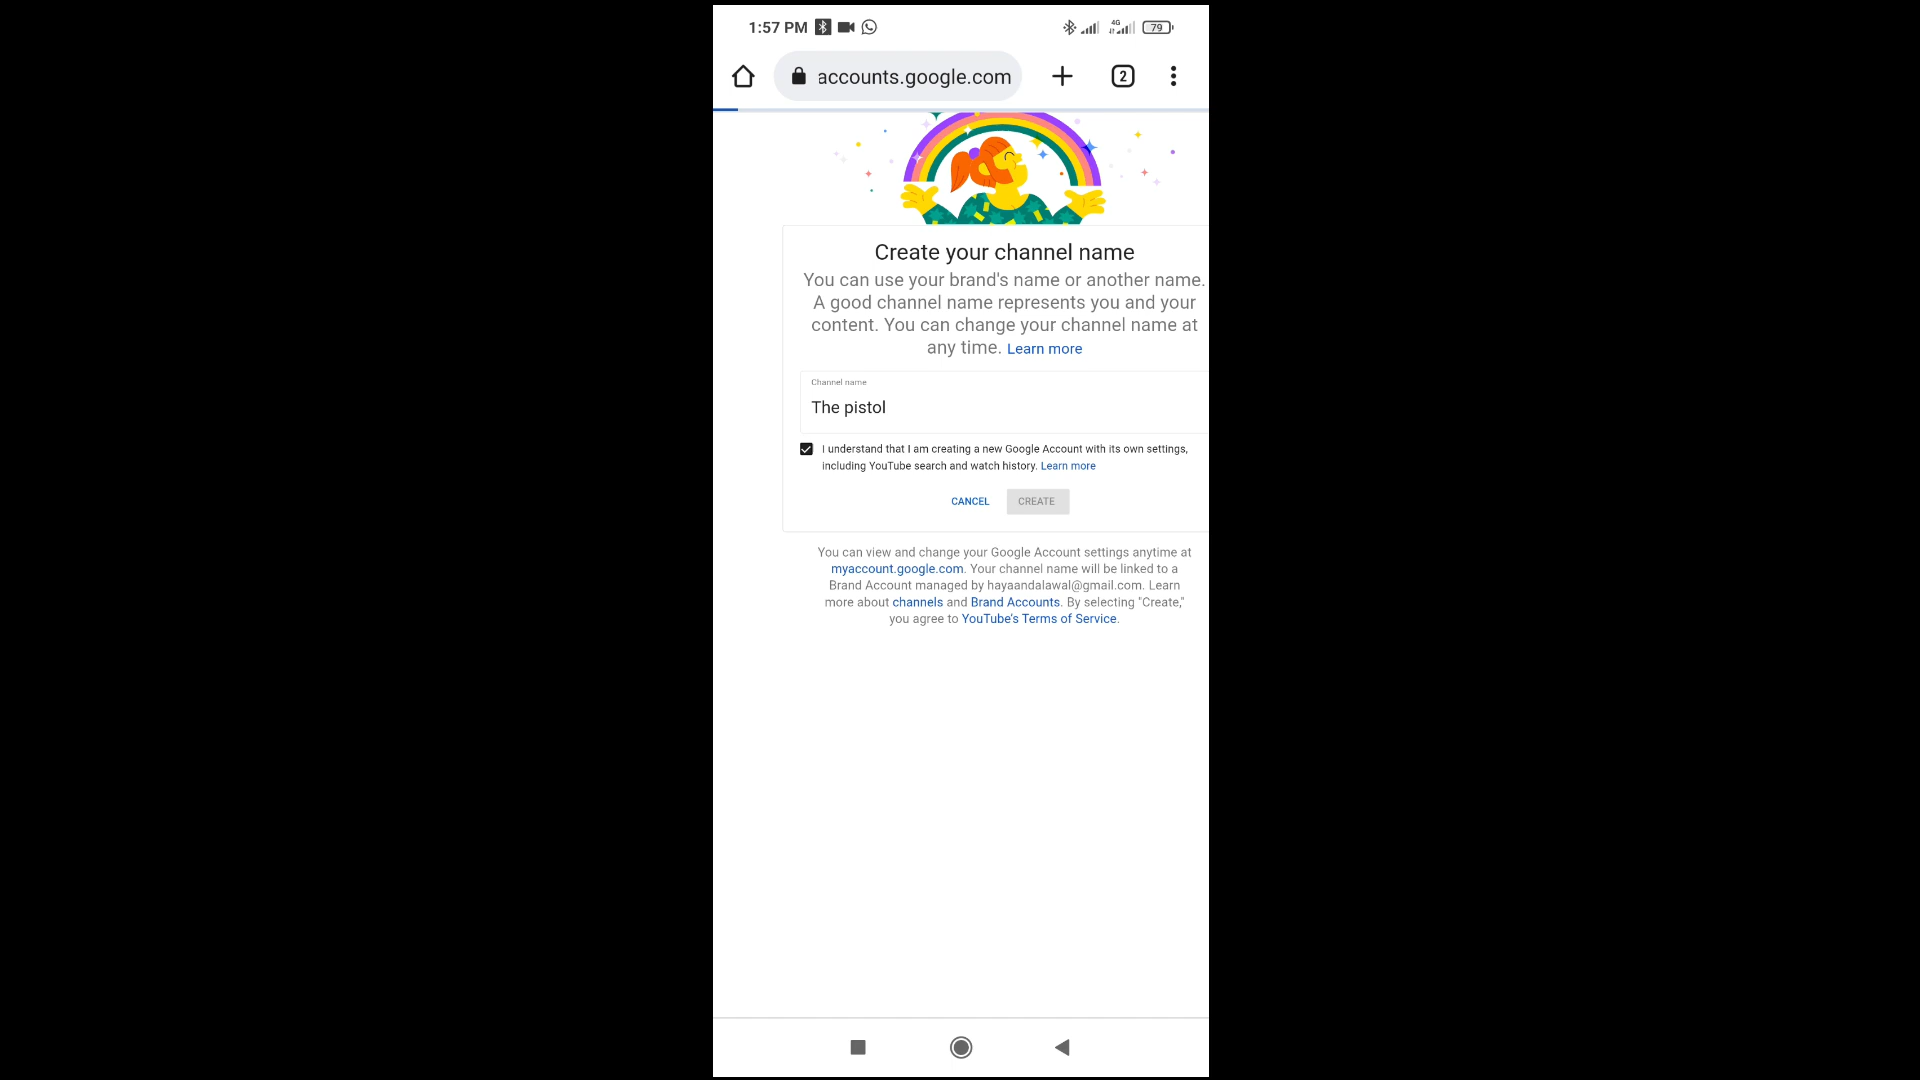 1:57 PM
4G
79
accounts.google.com
2
Create your channel name
You can use your brand's name or another name.
A good channel name represents you and your
content. You can change your channel name at
any time. Learn more
Channel name
The pistol
I understand that I am creating a new Google Account with its own settings,
including YouTube search and watch history. Learn more
CANCEL
CREATE
You can view and change your Google Account settings anytime at
myaccount.google.com. Your channel name will be linked to a
Brand Account managed by hayaandalawal@gmail.com. Learn
more about channels and Brand Accounts. By selecting "Create,"
you agree to YouTube's Terms of Service.